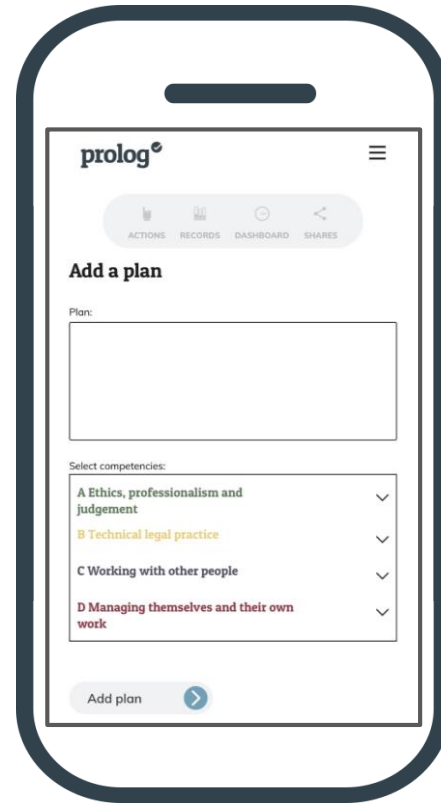 prolog
ACTIONS RECORDS DASHBOARD SHARES
Add a plan
Plan:
Select competencies:
A Ethics, professionalism and
judgement
B Technical legal practice
C Working with other people
D Managing themselves and their own
work
Add plan